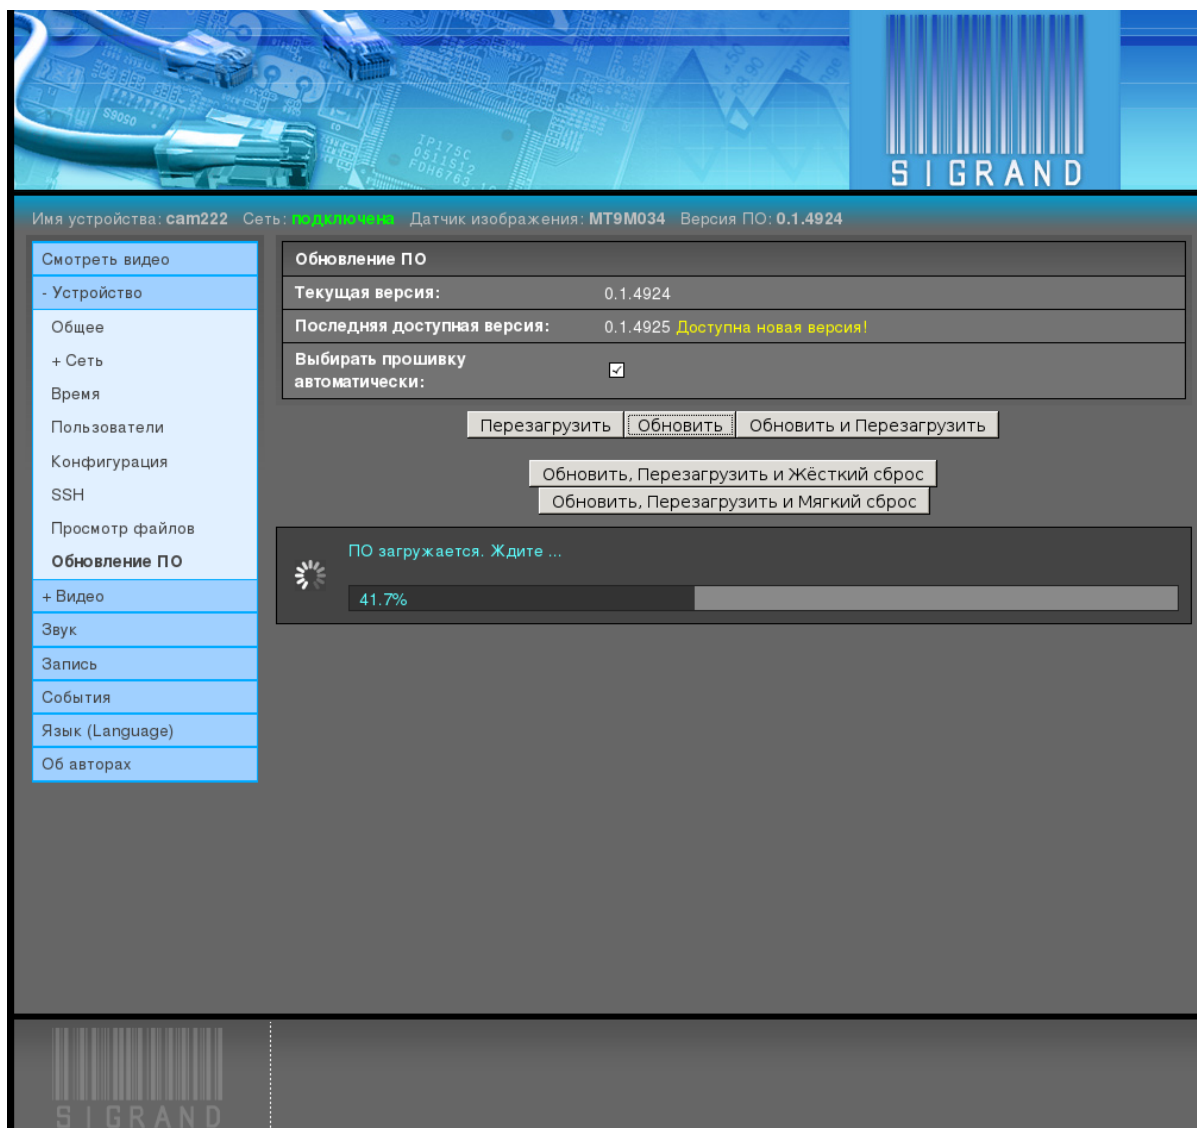 SIGRAND
Имя устройства: cam222 Сеть: подключена Датчик изображения: MT9M034 Версия ПО: 0.1.4924
Смотреть видео
- Устройство
Общее
+ Сеть
Время
Пользователи
Конфигурация
SSH
Просмотр файлов
Обновление ПО
+ Видео
Звук
Запись
События
Язык (Language)
Об авторах
Обновление ПО
Текущая версия: 0.1.4924
Последняя доступная версия: 0.1.4925 Доступна новая версия!
Выбирать прошивку
автоматически:
Перезагрузить Обновить Обновить и Перезагрузить
Обновить, Перезагрузить и Жёсткий сброс
Обновить, Перезагрузить и Мягкий сброс
ПО загружается. Ждите ...
41.7%
SIGRAND